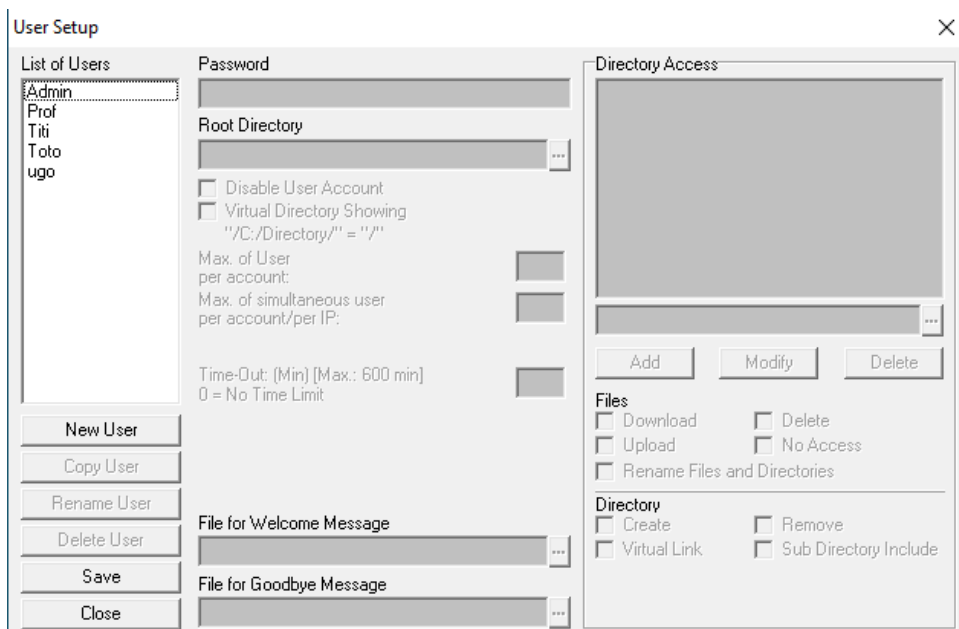 User Setup
List of Users
Admin
Prof
Titi
Toto
ugo
New User
Copy User
Rename User
Delete User
Save
Close
Password
Root Directory
...
Disable User Account
Virtual Directory Showing
"/C:/Directory/" = "/"
Max. of User
per account:
Max. of simultaneous user
per account/per IP:
Time-Out: (Min) [Max.: 600 min]
0 = No Time Limit
File for Welcome Message
...
File for Goodbye Message
...
Directory Access
...
Add Modify Delete
Files
Download Delete
Upload No Access
Rename Files and Directories
Directory
Create Remove
Virtual Link Sub Directory Include